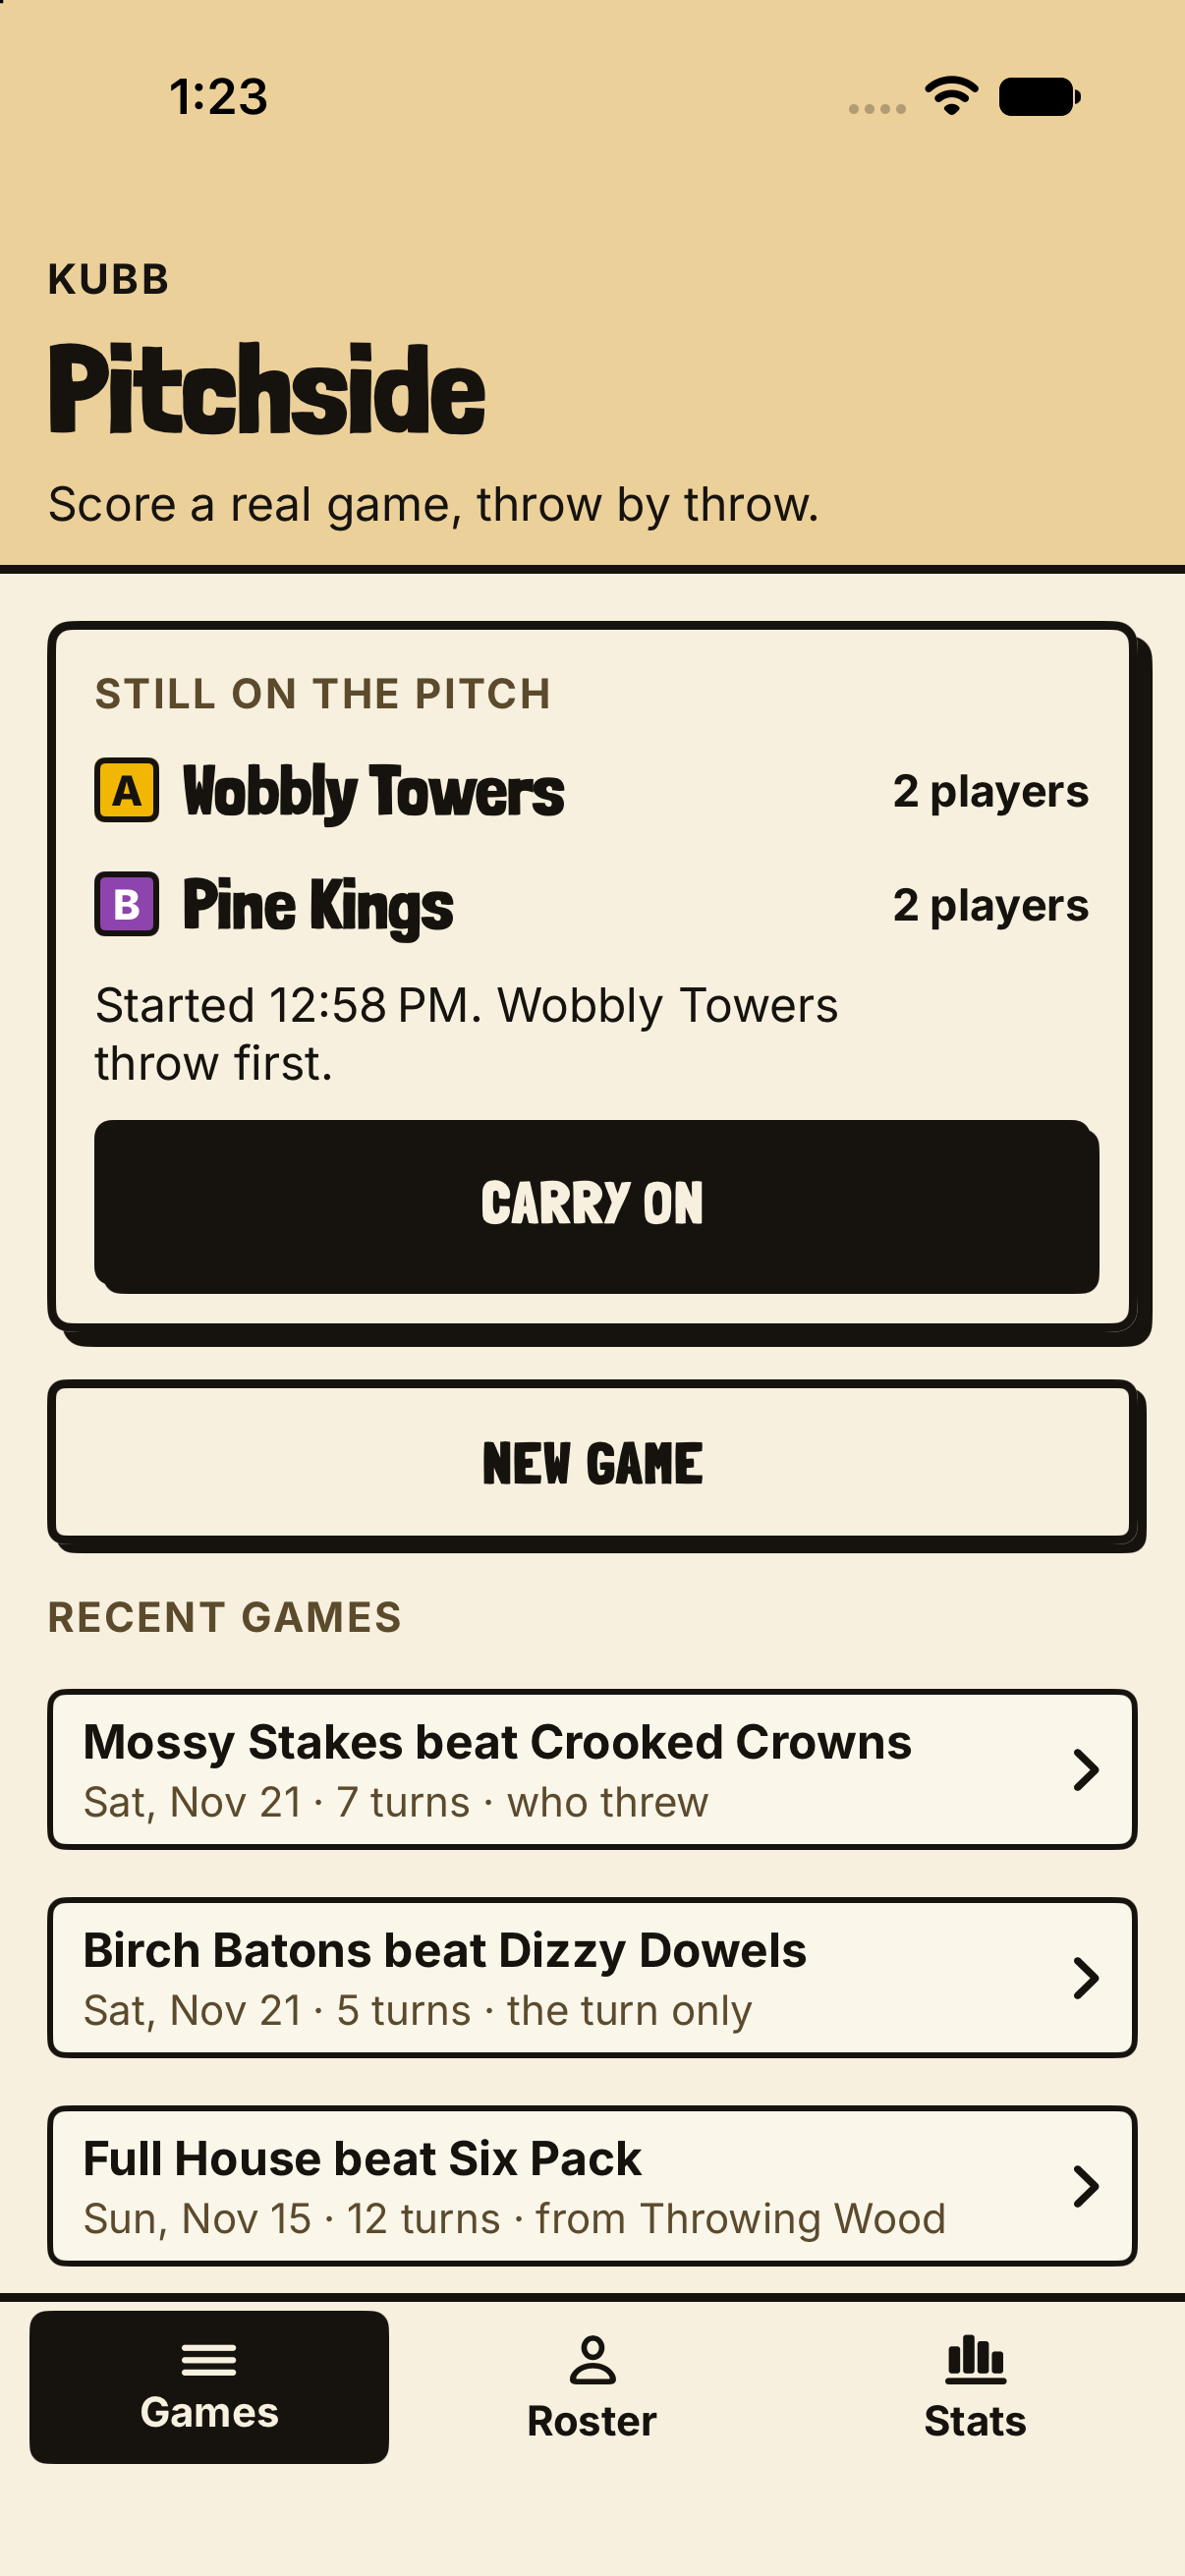 1:23
KUBB
Pitchside
Score a real game, throw by throw.
STILL ON THE PITCH
A Wobbly Towers 2 players
B Pine Kings 2 players
Started 12:58 PM. Wobbly Towers
throw first.
CARRY ON
NEW GAME
RECENT GAMES
Mossy Stakes beat Crooked Crowns
Sat, Nov 21 · 7 turns · who threw
Birch Batons beat Dizzy Dowels
Sat, Nov 21 · 5 turns · the turn only
Full House beat Six Pack
Sun, Nov 15 · 12 turns · from Throwing Wood
Games Roster Stats